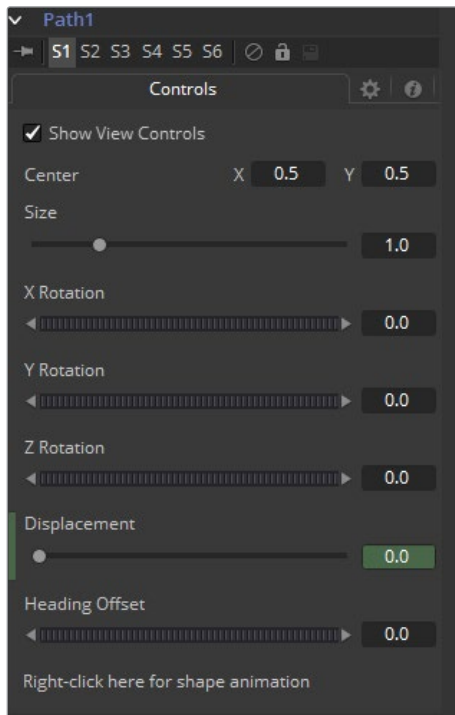 Path1
S1 S2 S3 S4 S5 S6
Controls
Show View Controls
Center X 0.5 Y 0.5
Size
1.0
X Rotation
0.0
Y Rotation
0.0
Z Rotation
0.0
Displacement
0.0
Heading Offset
0.0
Right-click here for shape animation